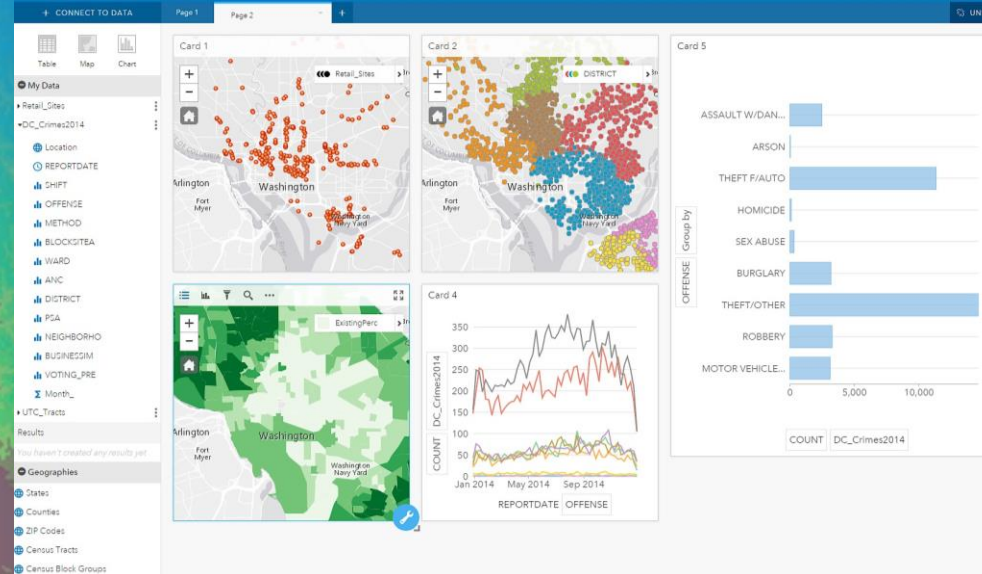 + CONNECT TO DATA
Page 1
Page 2
+
UN
Table
Map
Chart
My Data
Retail_Sites
DC_Crimes2014
Location
REPORTDATE
SHIFT
OFFENSE
METHOD
BLOCKSITEA
WARD
ANC
DISTRICT
PSA
NEIGHBORHO
BUSINESSIM
VOTING_PRE
Σ Month_
UTC_Tracts
Results
You haven't created any results yet
Geographies
States
Counties
ZIP Codes
Census Tracts
Census Block Groups
Card 1
+
Retail_Sites
−
Arlington
Fort
Myer
Washington
Washington
Navy Yard
Card 2
+
DISTRICT
−
Arlington
Fort
Myer
Washington
Washington
Navy Yard
+
ExistingPerc
−
Arlington
Fort
Myer
Washington
Washington
Navy Yard
Card 4
COUNT DC_Crimes2014
350
300
250
200
150
100
50
0
Jan 2014 May 2014 Sep 2014
REPORTDATE OFFENSE
Card 5
OFFENSE Group by
ASSAULT W/DAN...
ARSON
THEFT F/AUTO
HOMICIDE
SEX ABUSE
BURGLARY
THEFT/OTHER
ROBBERY
MOTOR VEHICLE...
0 5,000 10,000
COUNT DC_Crimes2014